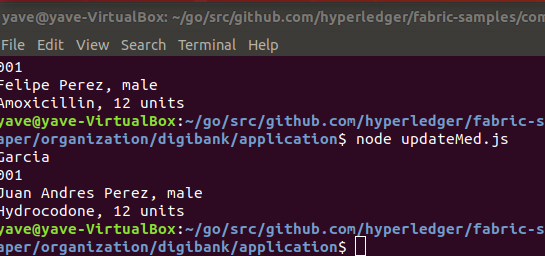 yave@yave-VirtualBox: ~/go/src/github.com/hyperledger/fabric-samples/com
File Edit View Search Terminal Help
001
Felipe Perez, male
Amoxicillin, 12 units
yave@yave-VirtualBox:~/go/src/github.com/hyperledger/fabric-s
aper/organization/digibank/application$ node updateMed.js
Garcia
001
Juan Andres Perez, male
Hydrocodone, 12 units
yave@yave-VirtualBox:~/go/src/github.com/hyperledger/fabric-s
aper/organization/digibank/application$